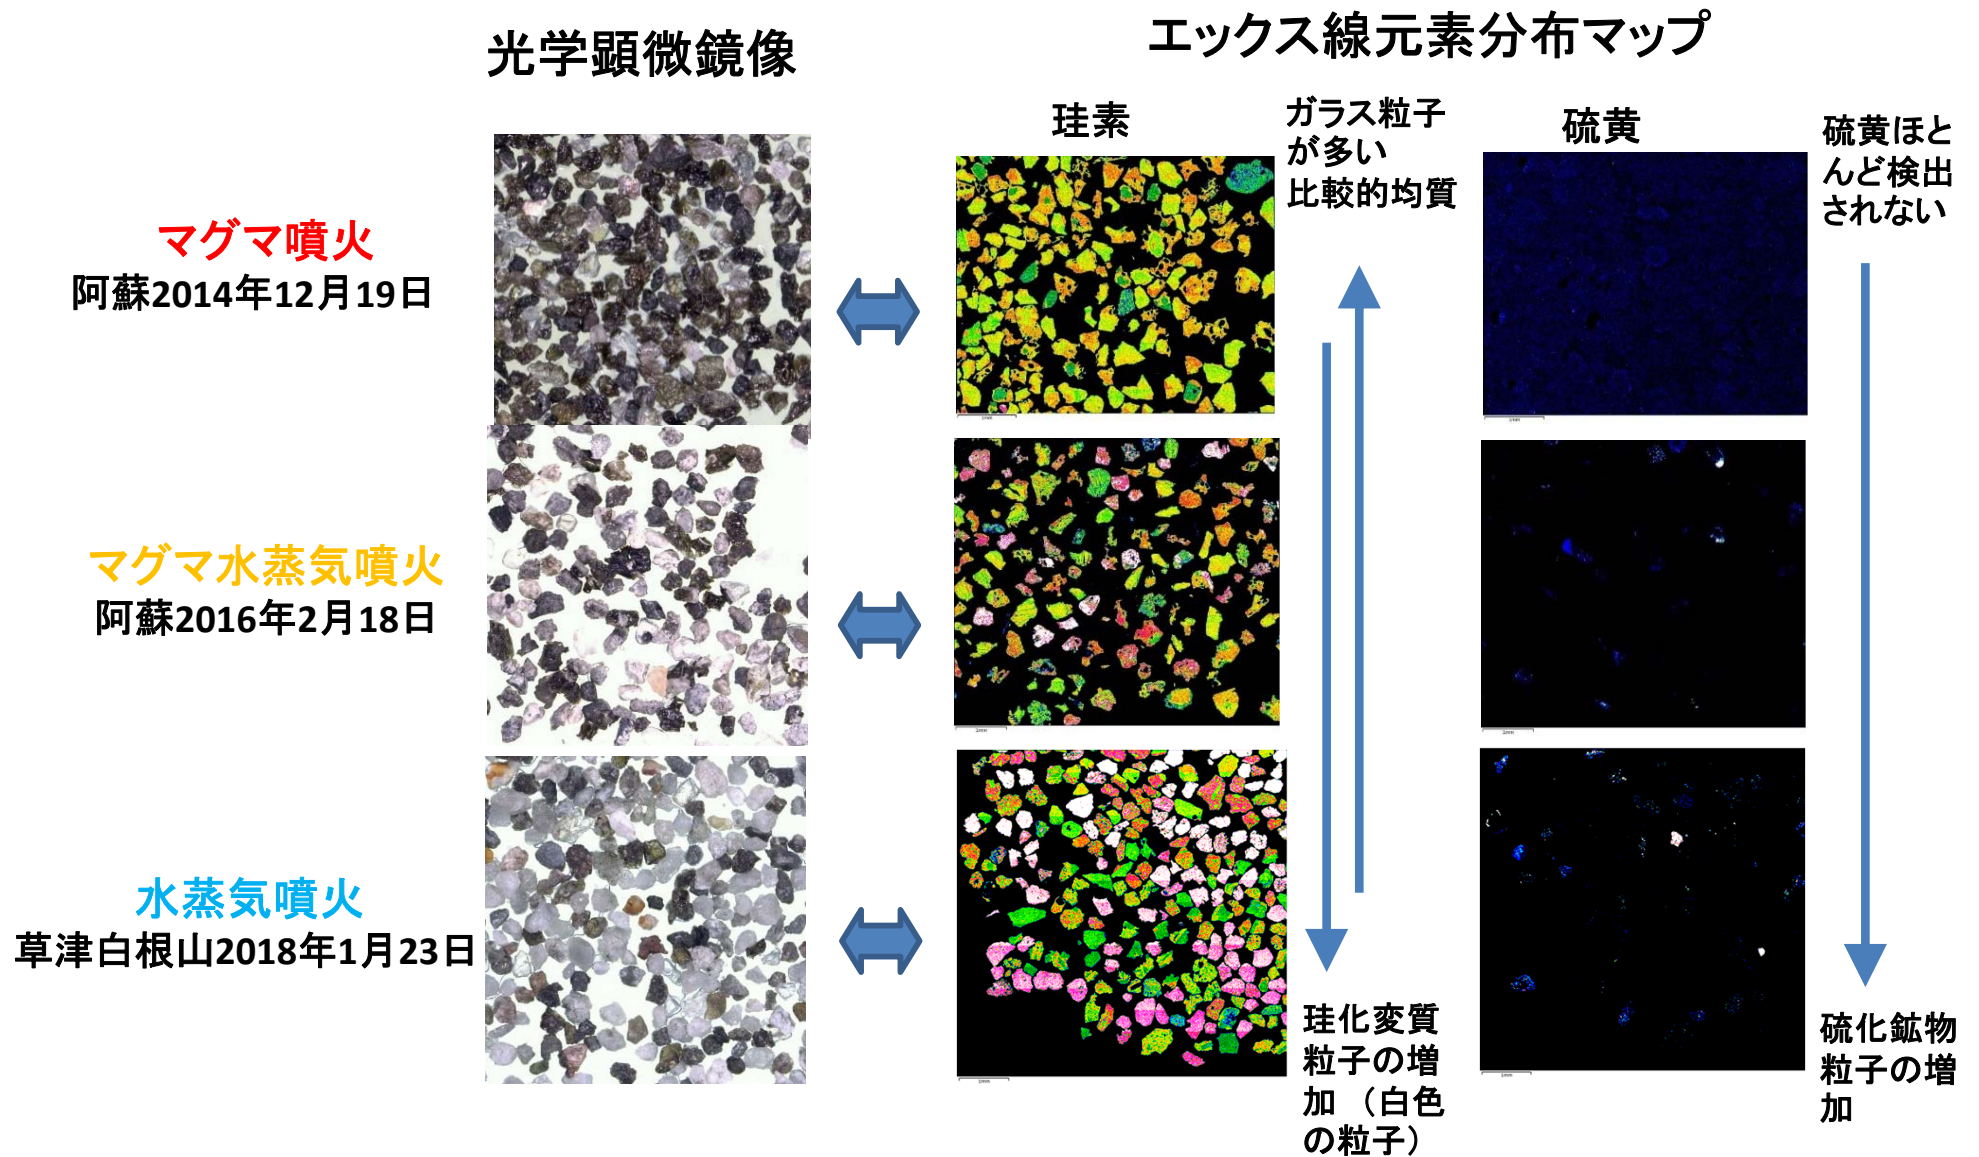 光学顕微鏡像
エックス線元素分布マップ
珪素
ガラス粒子
が多い
比較的均質
硫黄
硫黄ほと
んど検出
されない
マグマ噴火
阿蘇2014年12月19日
マグマ水蒸気噴火
阿蘇2016年2月18日
水蒸気噴火
草津白根山2018年1月23日
珪化変質
粒子の増
加（白色
の粒子）
硫化鉱物
粒子の増
加